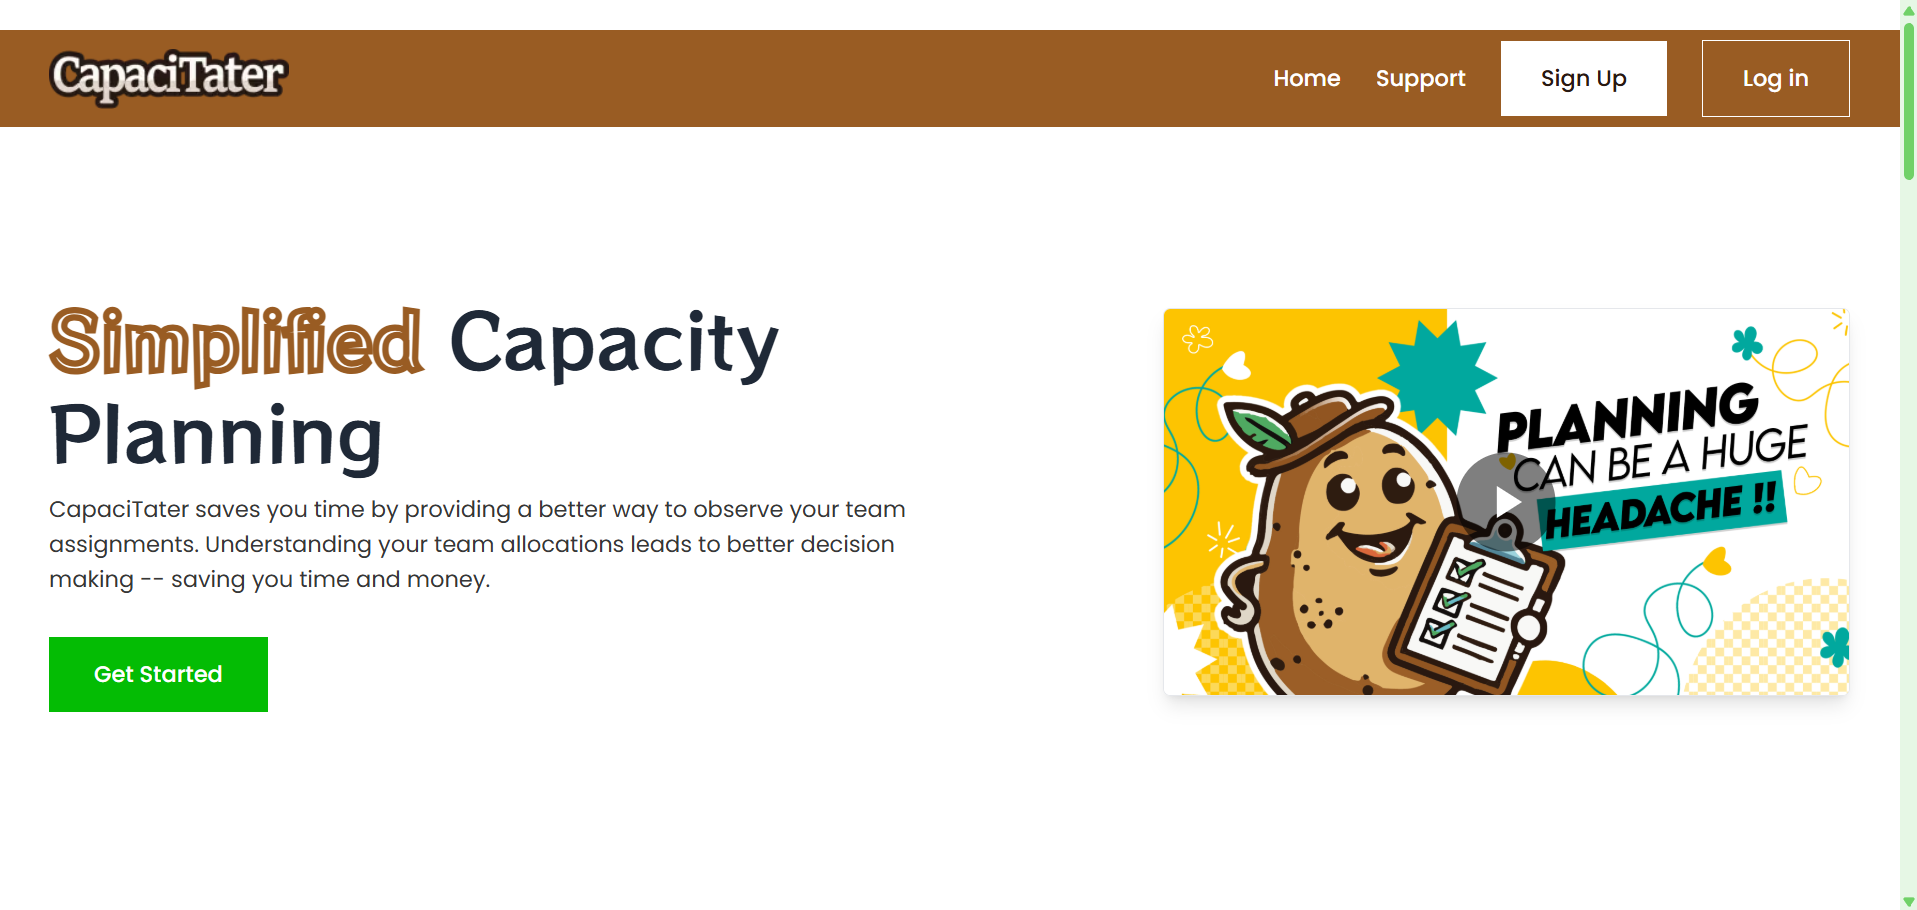 CapaciTater
Home
Support
Sign Up
Log in
Simplified Capacity
Planning
CapaciTater saves you time by providing a better way to observe your team
assignments. Understanding your team allocations leads to better decision
making -- saving you time and money.
Get Started
PLANNING
CAN BE A HUGE
HEADACHE !!